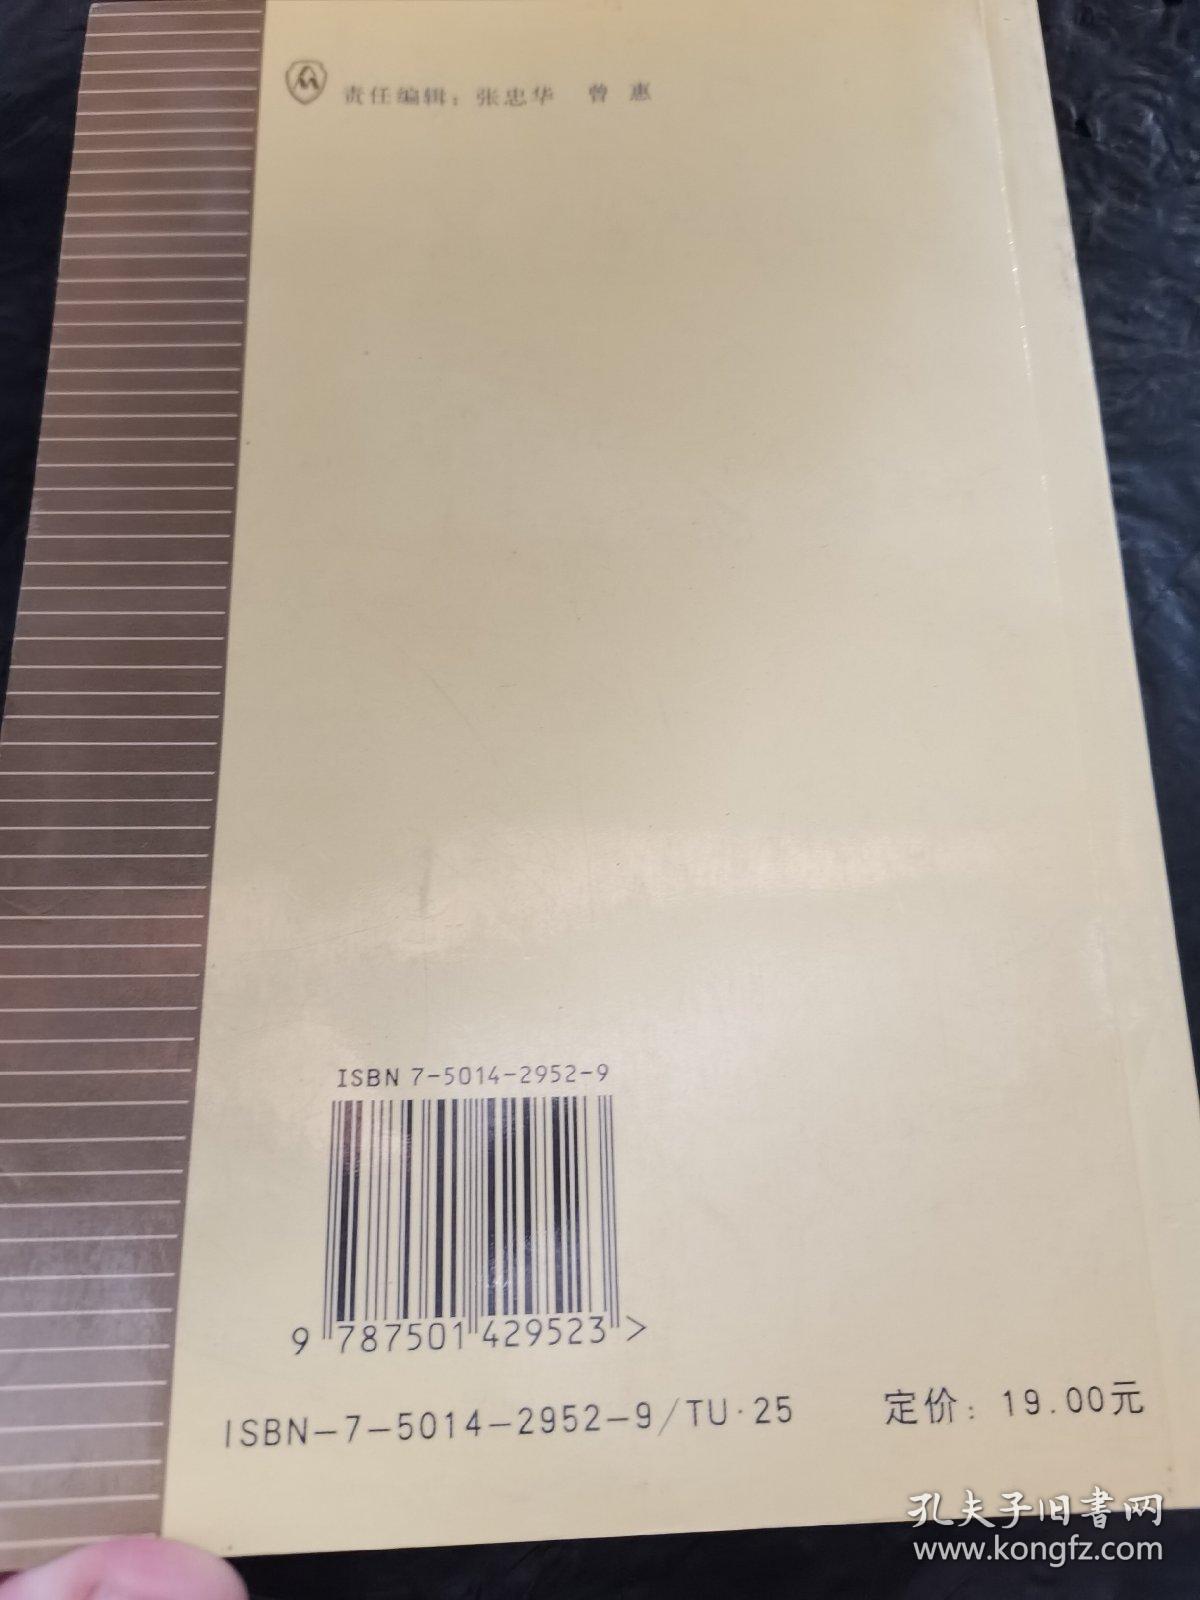 责任编辑：张忠华 曾 惠
ISBN 7-5014-2952-9
9 787501 429523 >
ISBN-7-5014-2952-9/TU·25 定价：19.00元
孔夫子旧书网
www.kongfz.com